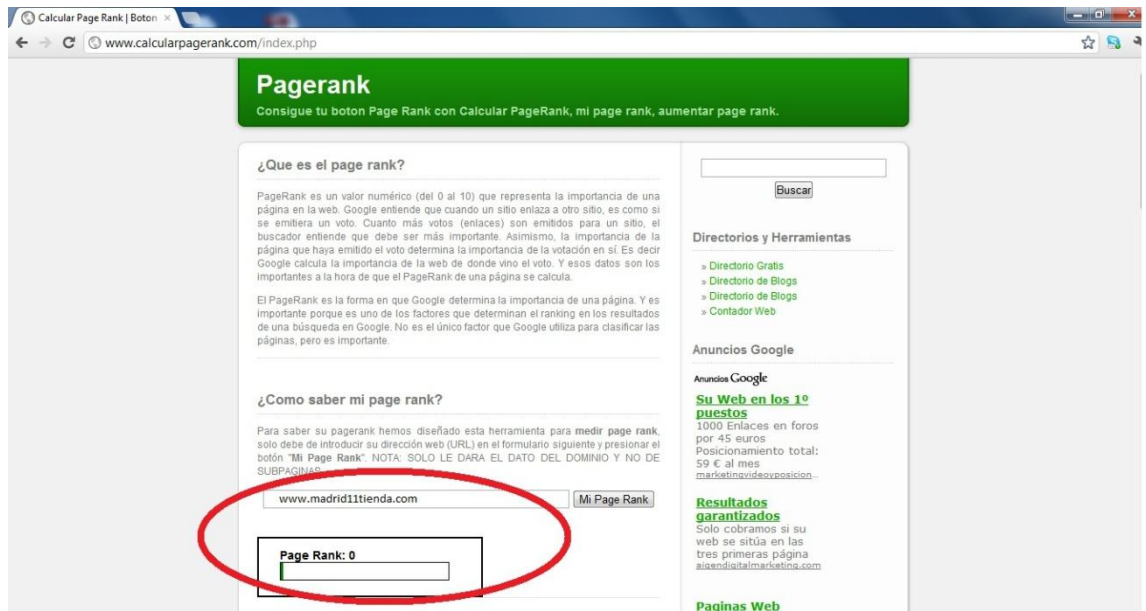 Calcular Page Rank | Boton
www.calcularpagerank.com/index.php
Pagerank
Consigue tu boton Page Rank con Calcular PageRank, mi page rank, aumentar page rank.
¿Que es el page rank?
PageRank es un valor numérico (del 0 al 10) que representa la importancia de una
página en la web. Google entiende que cuando un sitio enlaza a otro sitio, es como si
se emitiera un voto. Cuanto más votos (enlaces) son emitidos para un sitio, el
buscador entiende que debe ser más importante. Asimismo, la importancia de la
página que haya emitido el voto determina la importancia de la votación en sí. Es decir
Google calcula la importancia de la web de donde vino el voto. Y esos datos son los
importantes a la hora de que el PageRank de una página se calcula.
El PageRank es la forma en que Google determina la importancia de una página. Y es
importante porque es uno de los factores que determinan el ranking en los resultados
de una búsqueda en Google. No es el único factor que Google utiliza para clasificar las
páginas, pero es importante.
¿Como saber mi page rank?
Para saber su pagerank hemos diseñado esta herramienta para medir page rank,
solo debe de introducir su dirección web (URL) en el formulario siguiente y presionar el
botón "Mi Page Rank". NOTA: SOLO LE DARA EL DATO DEL DOMINIO Y NO DE
SUBPAGINAS
www.madrid11tienda.com
Mi Page Rank
Page Rank: 0
Buscar
Directorios y Herramientas
» Directorio Gratis
» Directorio de Blogs
» Directorio de Blogs
» Contador Web
Anuncios Google
Anuncios Google
Su Web en los 1º
puestos
1000 Enlaces en foros
por 45 euros
Posicionamiento total:
59 € al mes
marketingvideoyposicion...
Resultados
garantizados
Solo cobramos si su
web se sitúa en las
tres primeras página
aigendigitalmarketing.com
Paginas Web